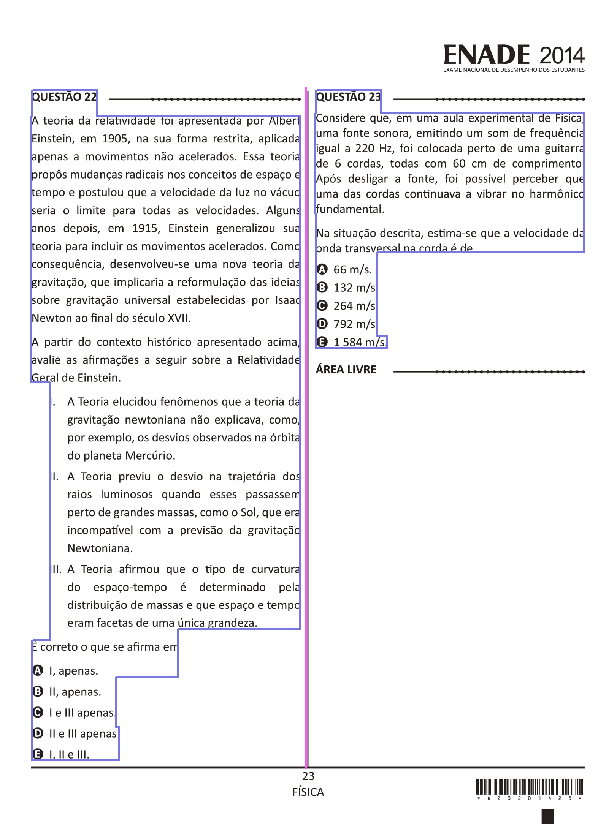 ENADE 2014
EXAME NACIONAL DE DESEMPENHO DOS ESTUDANTES
QUESTÃO 22
A teoria da relatividade foi apresentada por Albert
Einstein, em 1905, na sua forma restrita, aplicada
apenas a movimentos não acelerados. Essa teoria
propôs mudanças radicais nos conceitos de espaço e
tempo e postulou que a velocidade da luz no vácuo
seria o limite para todas as velocidades. Alguns
anos depois, em 1915, Einstein generalizou sua
teoria para incluir os movimentos acelerados. Como
consequência, desenvolveu-se uma nova teoria da
gravitação, que implicaria a reformulação das ideias
sobre gravitação universal estabelecidas por Isaac
Newton ao final do século XVII.
A partir do contexto histórico apresentado acima,
avalie as afirmações a seguir sobre a Relatividade
Geral de Einstein.
I. A Teoria elucidou fenômenos que a teoria da
gravitação newtoniana não explicava, como,
por exemplo, os desvios observados na órbita
do planeta Mercúrio.
II. A Teoria previu o desvio na trajetória dos
raios luminosos quando esses passassem
perto de grandes massas, como o Sol, que era
incompatível com a previsão da gravitação
Newtoniana.
III. A Teoria afirmou que o tipo de curvatura
do espaço-tempo é determinado pela
distribuição de massas e que espaço e tempo
eram facetas de uma única grandeza.
É correto o que se afirma em
A I, apenas.
B II, apenas.
C I e III apenas.
D II e III apenas.
E I, II e III.
QUESTÃO 23
Considere que, em uma aula experimental de Física,
uma fonte sonora, emitindo um som de frequência
igual a 220 Hz, foi colocada perto de uma guitarra
de 6 cordas, todas com 60 cm de comprimento.
Após desligar a fonte, foi possível perceber que
uma das cordas continuava a vibrar no harmônico
fundamental.
Na situação descrita, estima-se que a velocidade da
onda transversal na corda é de
A 66 m/s.
B 132 m/s.
C 264 m/s.
D 792 m/s.
E 1 584 m/s.
ÁREA LIVRE
23
FÍSICA